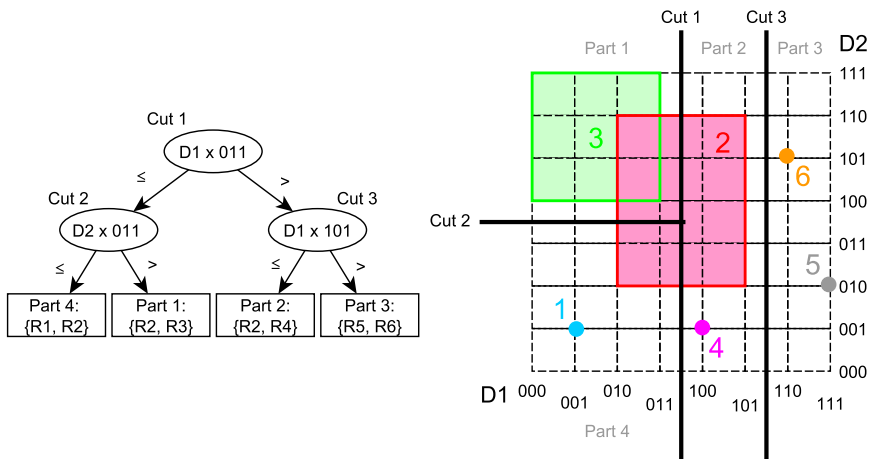 Cut 1
D1 x 011
≤
>
Cut 2
Cut 3
D2 x 011
D1 x 101
≤
>
≤
>
Part 4:
{R1, R2}
Part 1:
{R2, R3}
Part 2:
{R2, R4}
Part 3:
{R5, R6}
Cut 1
Cut 3
Part 1
Part 2
Part 3
D2
111
110
3
2
101
6
100
Cut 2
011
5
010
1
001
4
000
D1
000
001
010
011
100
101
110
111
Part 4